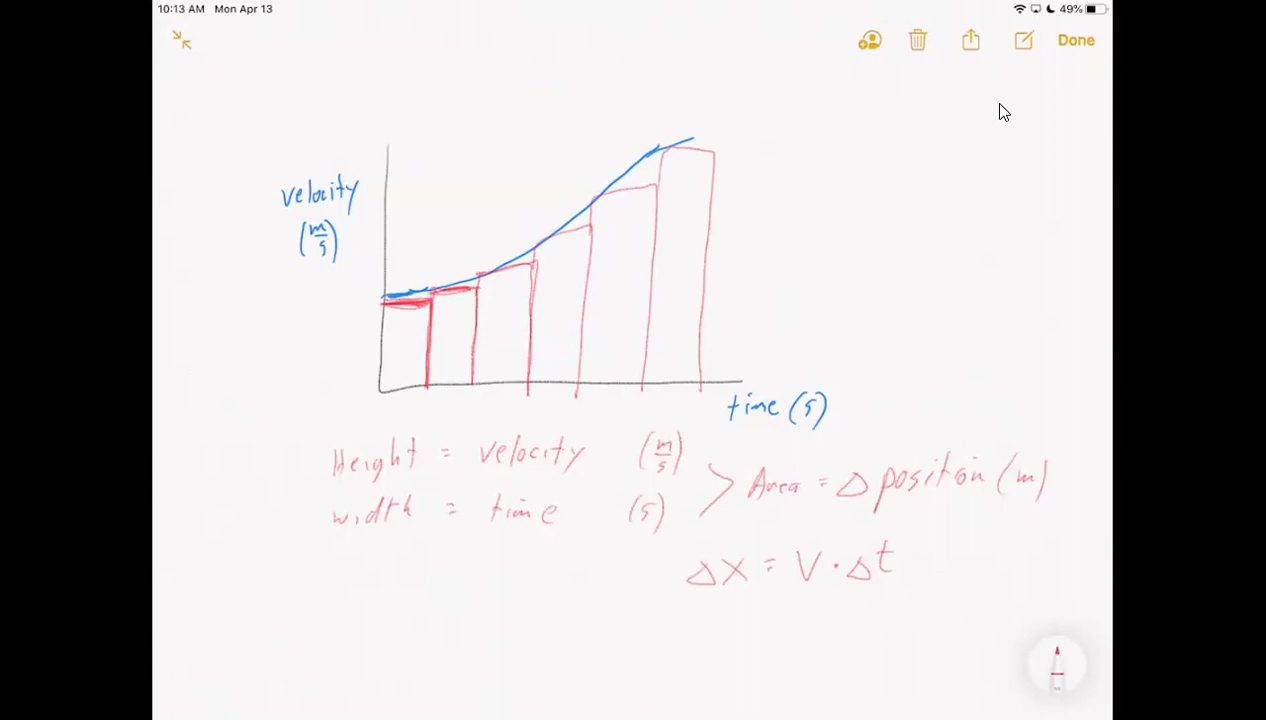 10:13 AM Mon Apr 13
49%
Done
velocity
(m/s)
time (s)
Height = velocity (m/s)
width = time (s)
> Area = Δ position (m)
Δx = V · Δt